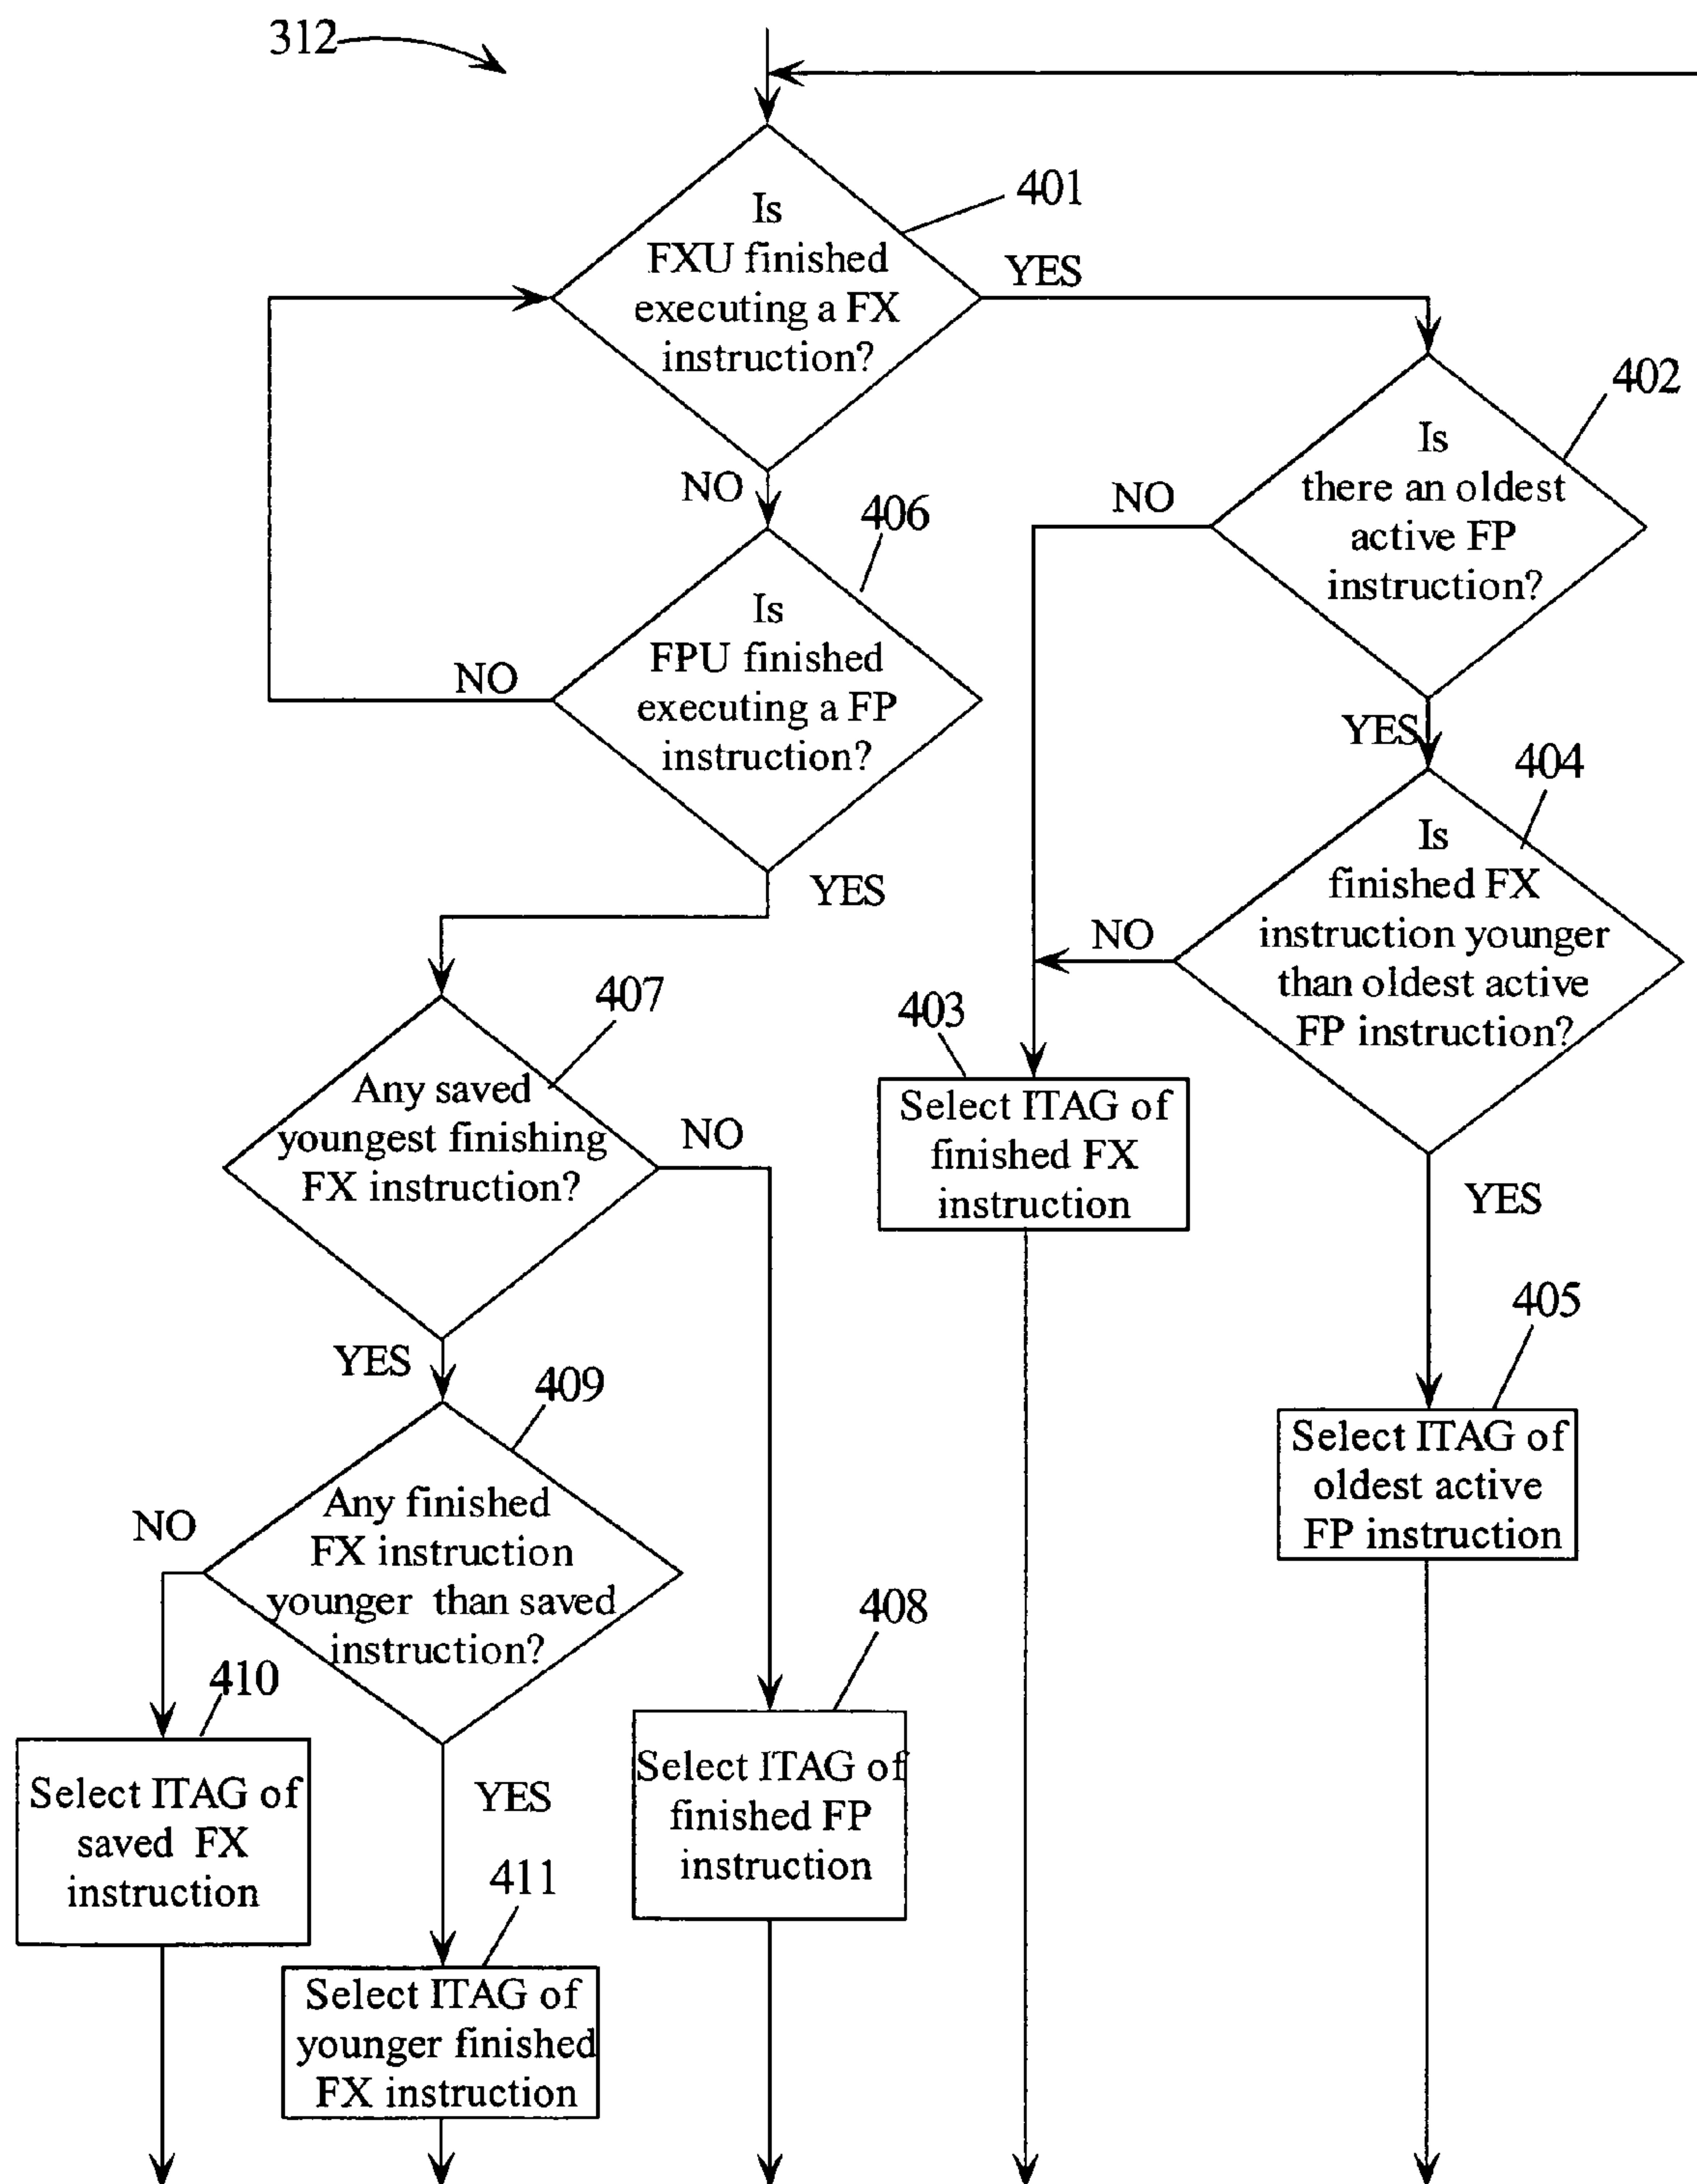 312
401
Is
FXU finished
executing a FX
instruction?
YES
402
Is
there an oldest
active FP
instruction?
NO
NO
406
Is
FPU finished
executing a FP
instruction?
NO
YES
YES
404
Is
finished FX
instruction younger
than oldest active
FP instruction?
NO
407
Any saved
youngest finishing
FX instruction?
NO
403
Select ITAG of
finished FX
instruction
YES
405
Select ITAG of
oldest active
FP instruction
YES
409
Any finished
FX instruction
younger than saved
instruction?
NO
408
Select ITAG of
finished FP
instruction
410
Select ITAG of
saved FX
instruction
YES
411
Select ITAG of
younger finished
FX instruction